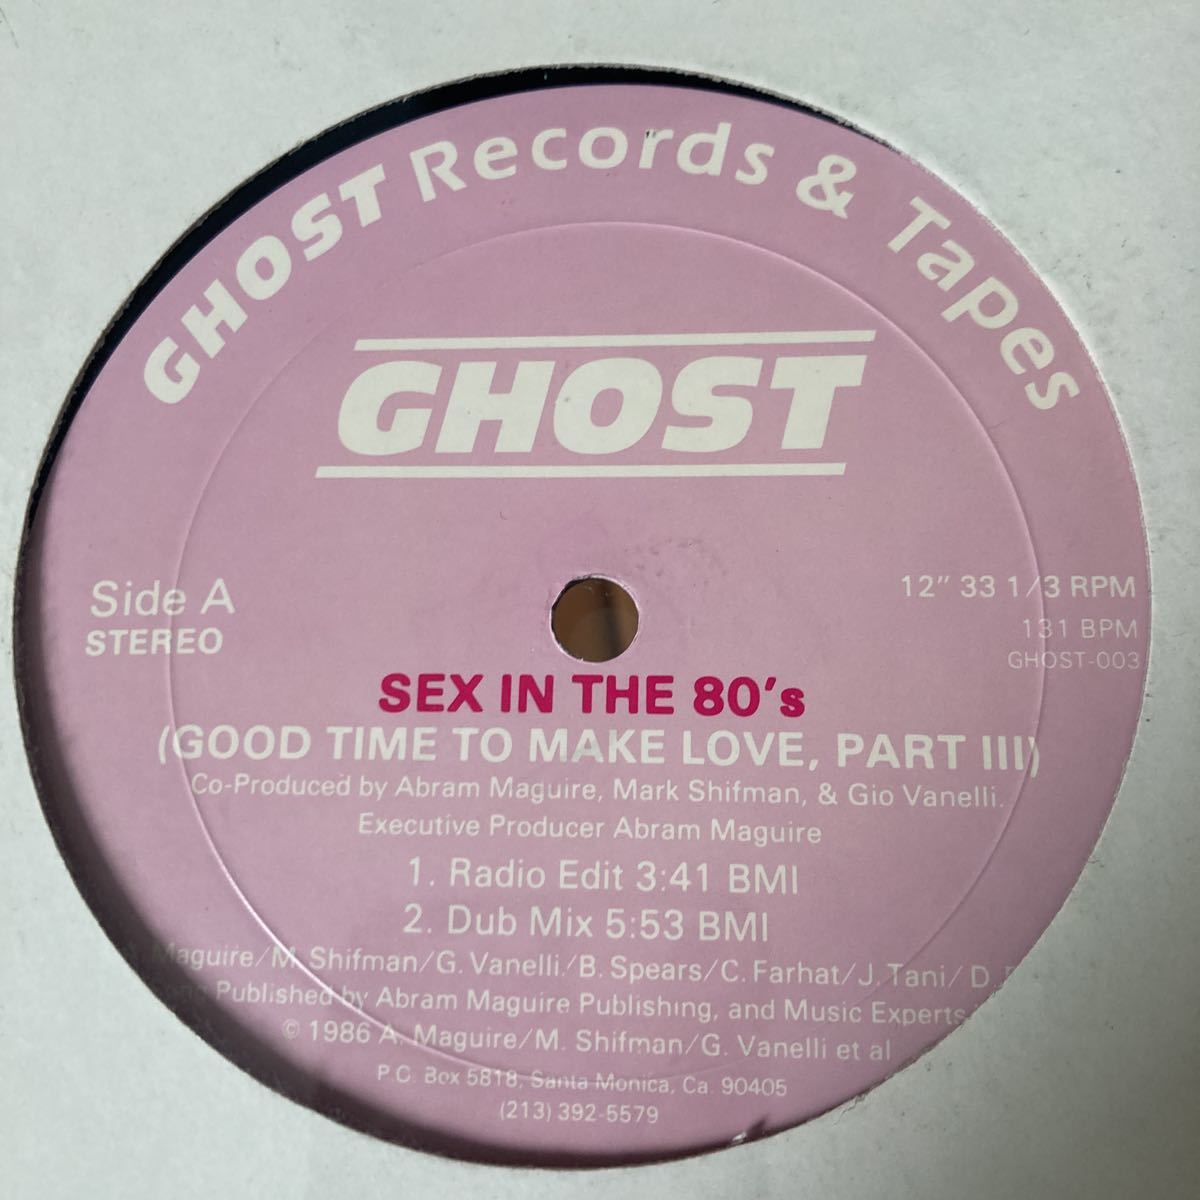 GHOST Records & Tapes
GHOST
Side A
STEREO
12" 33 1/3 RPM
131 BPM
GHOST-003
SEX IN THE 80's
(GOOD TIME TO MAKE LOVE, PART III)
Co-Produced by Abram Maguire, Mark Shifman, & Gio Vanelli.
Executive Producer Abram Maguire
1. Radio Edit 3:41 BMI
2. Dub Mix 5:53 BMI
Maguire/M. Shifman/G. Vanelli/B. Spears/C. Farhat/J. Tani/D.
Published by Abram Maguire Publishing, and Music Experts
© 1986 A. Maguire/M. Shifman/G. Vanelli et al
P.O. Box 5818, Santa Monica, Ca. 90405
(213) 392-5579